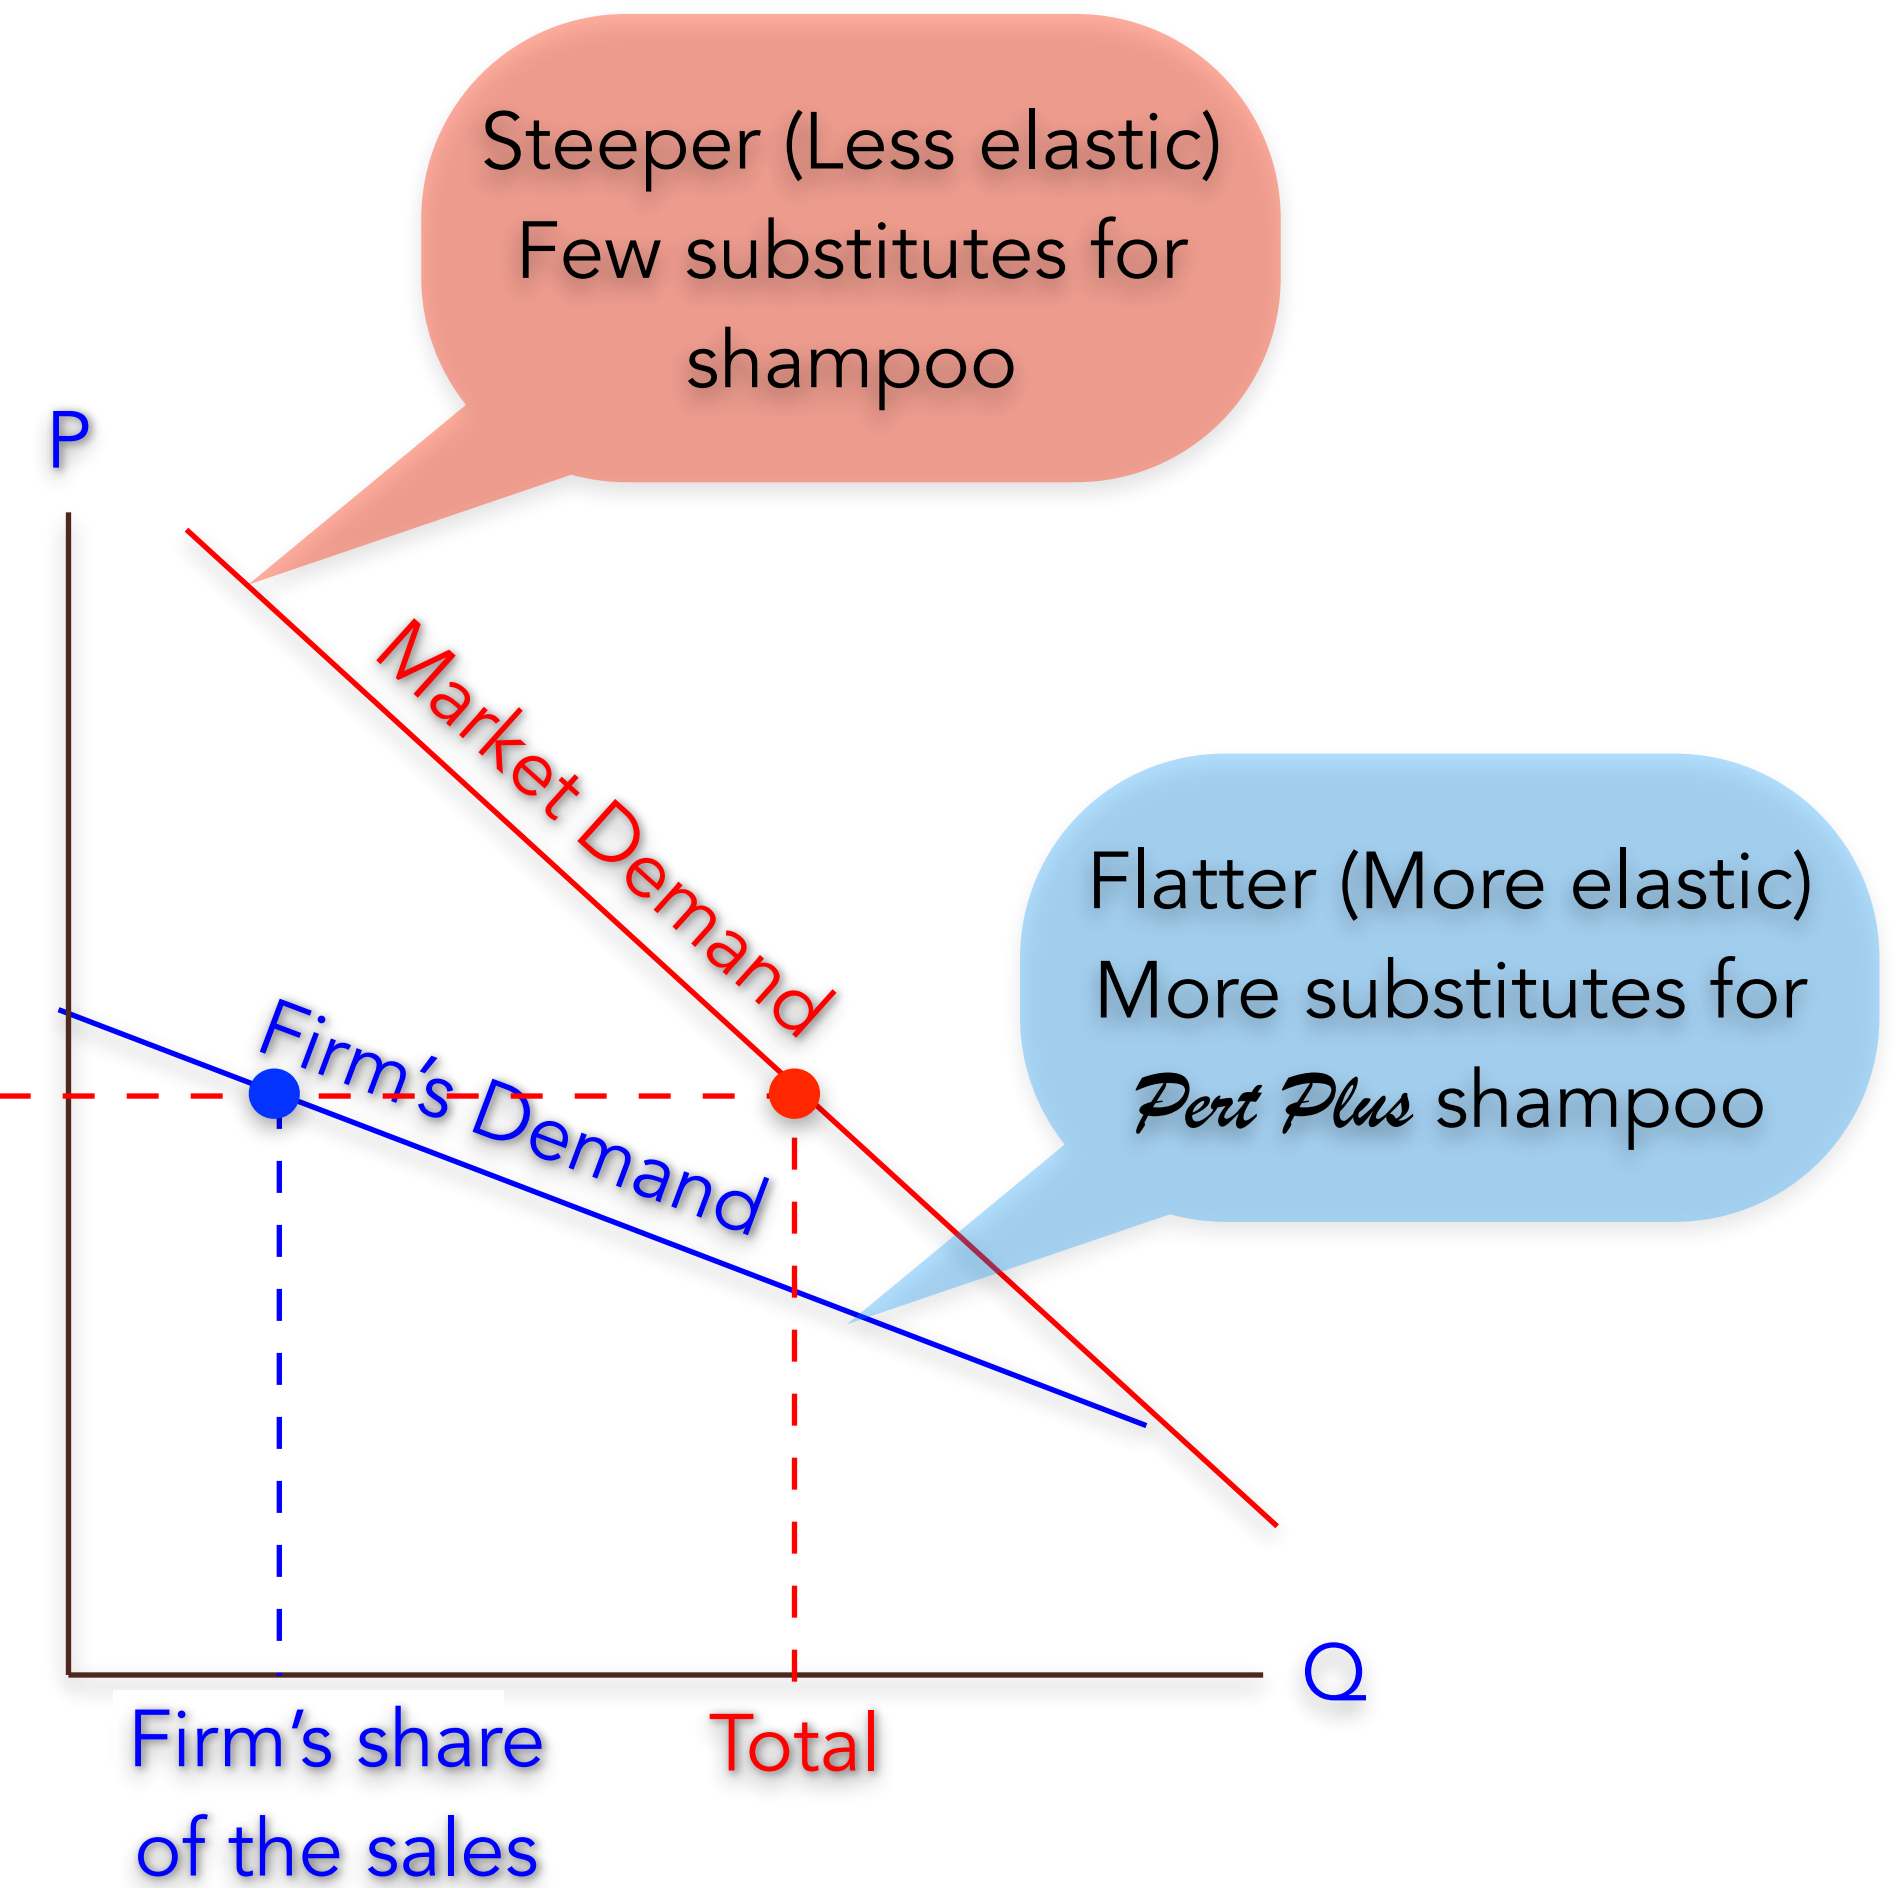 Steeper (Less elastic)
Few substitutes for
shampoo
P
Market Demand
Flatter (More elastic)
More substitutes for
Pert Plus shampoo
Firm’s Demand
Q
Firm’s share
of the sales
Total